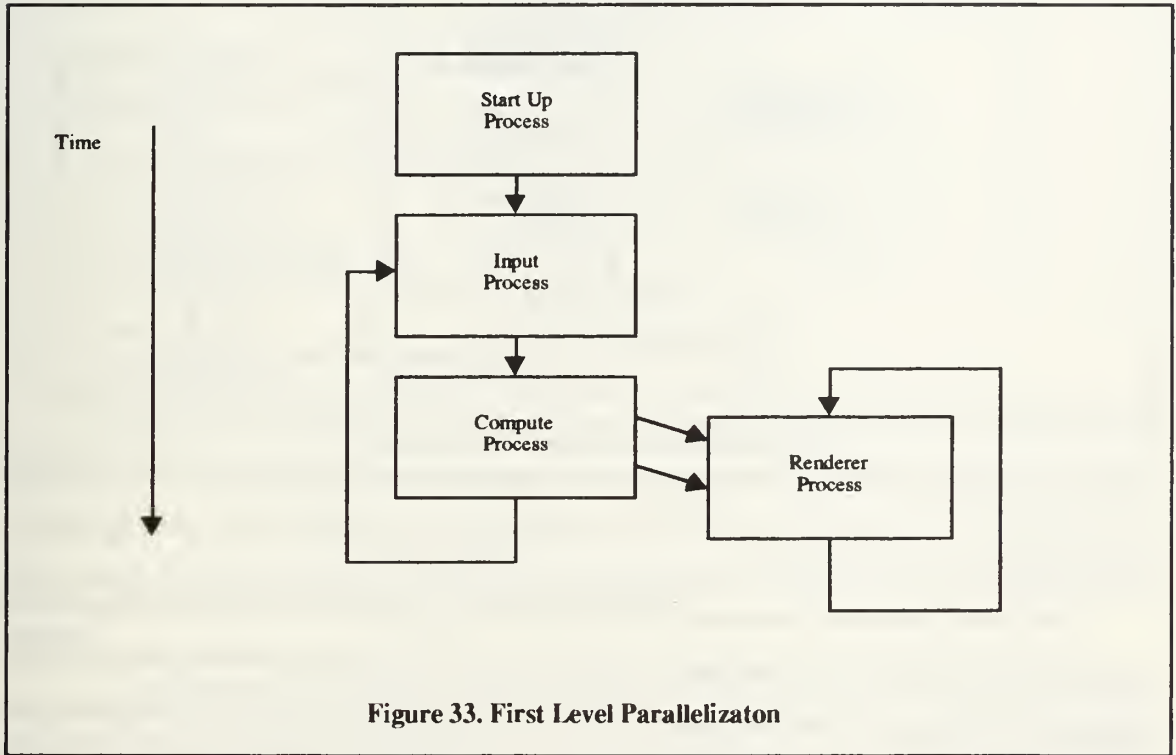 Start Up
Process
Time
Input
Process
Compute
Process
Renderer
Process
Figure 33. First Level Parallelizaton